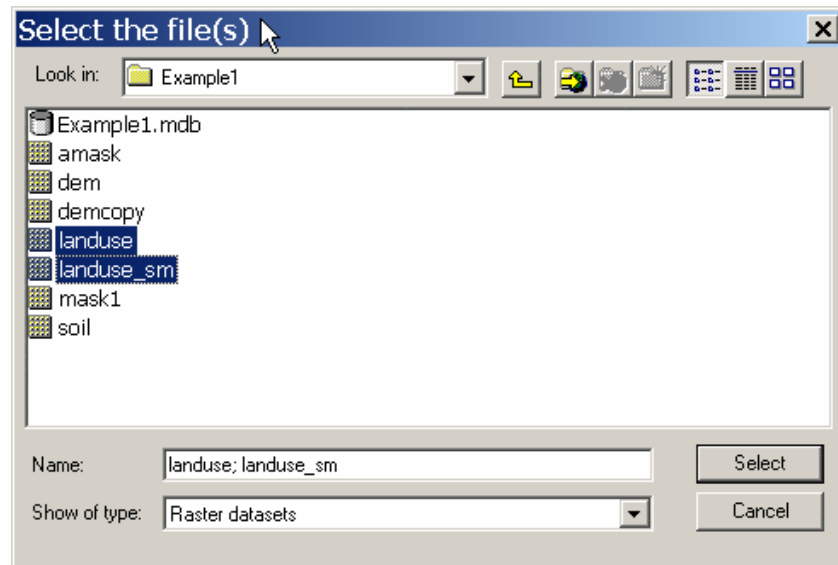 Select the file(s)
Look in: Example1
Example1.mdb
amask
dem
demcopy
landuse
landuse_sm
mask1
soil
Name: landuse; landuse_sm Select
Show of type: Raster datasets Cancel